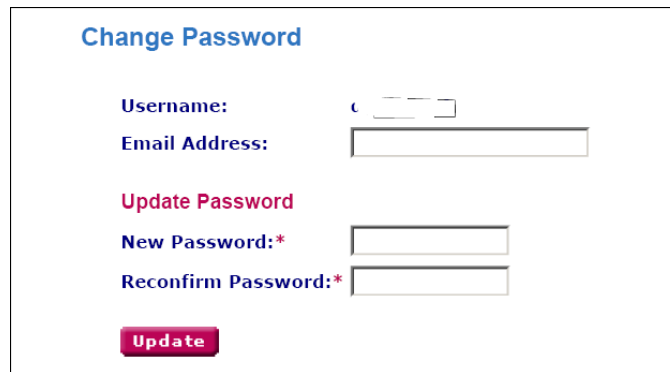 Change Password
Username:
Email Address:
Update Password
New Password:*
Reconfirm Password:*
Update